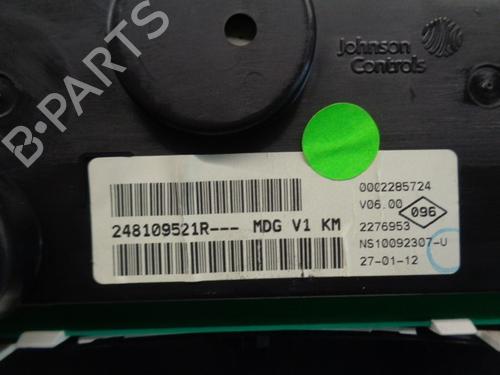 Johnson
Controls
B-PARTS
248109521R--- MDG V1 KM
0002285724
V06.00
096
2276953
NS10092307-U
27-01-12